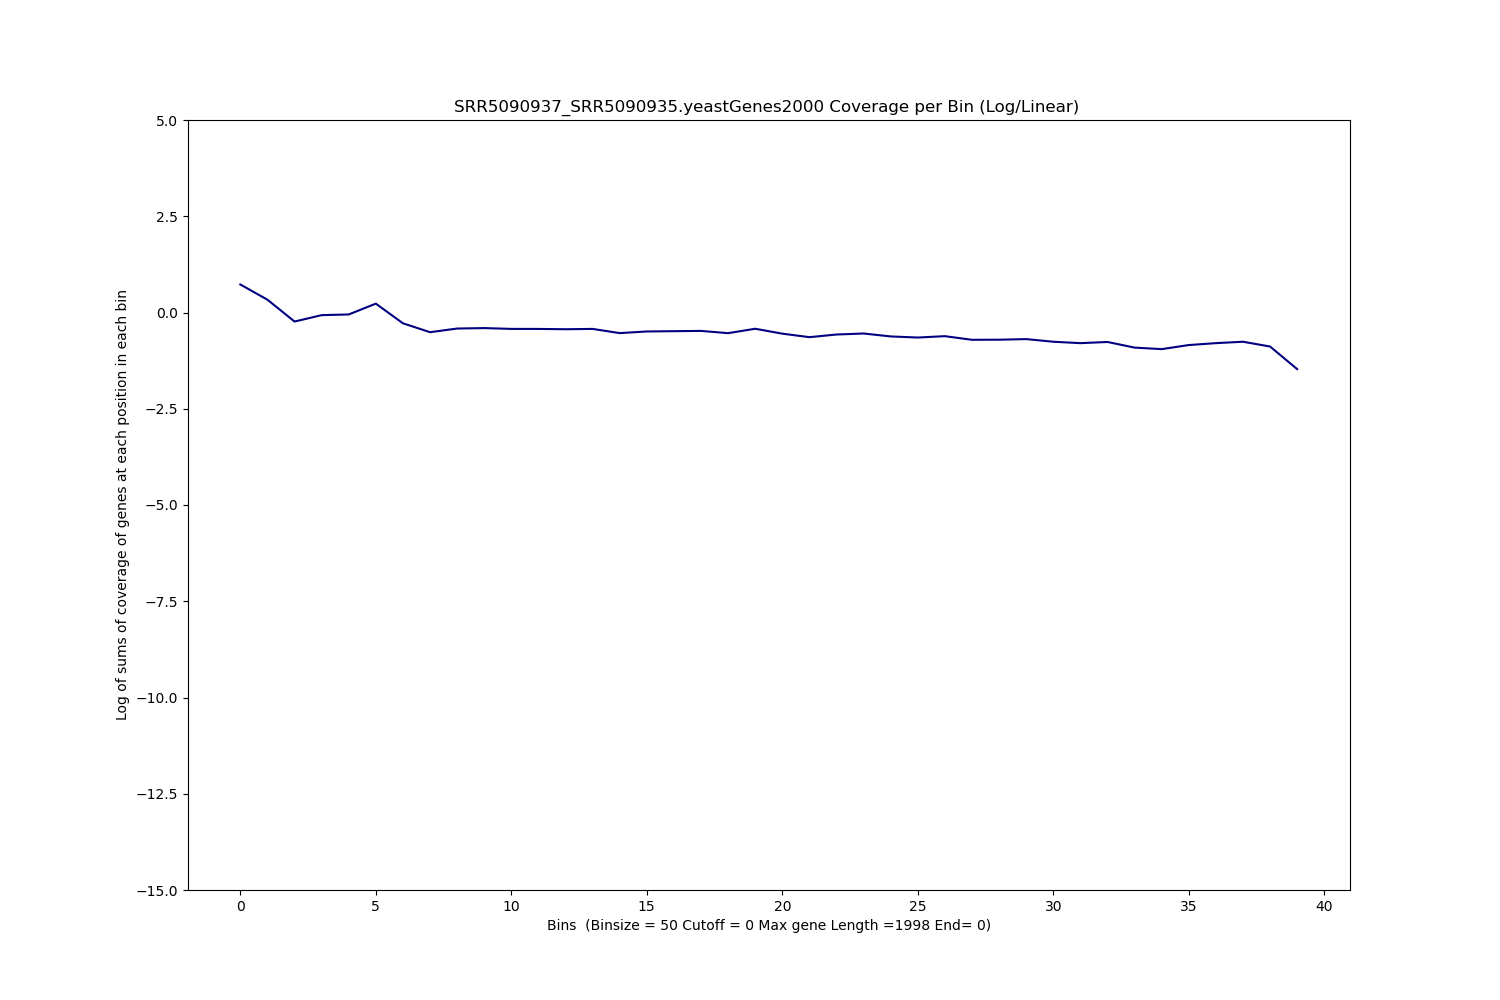 SRR5090937_SRR5090935.yeastGenes2000 Coverage per Bin (Log/Linear)
5.0
2.5
0.0
−2.5
−5.0
−7.5
−10.0
−12.5
−15.0
Log of sums of coverage of genes at each position in each bin
0 5 10 15 20 25 30 35 40
Bins  (Binsize = 50 Cutoff = 0 Max gene Length =1998 End= 0)